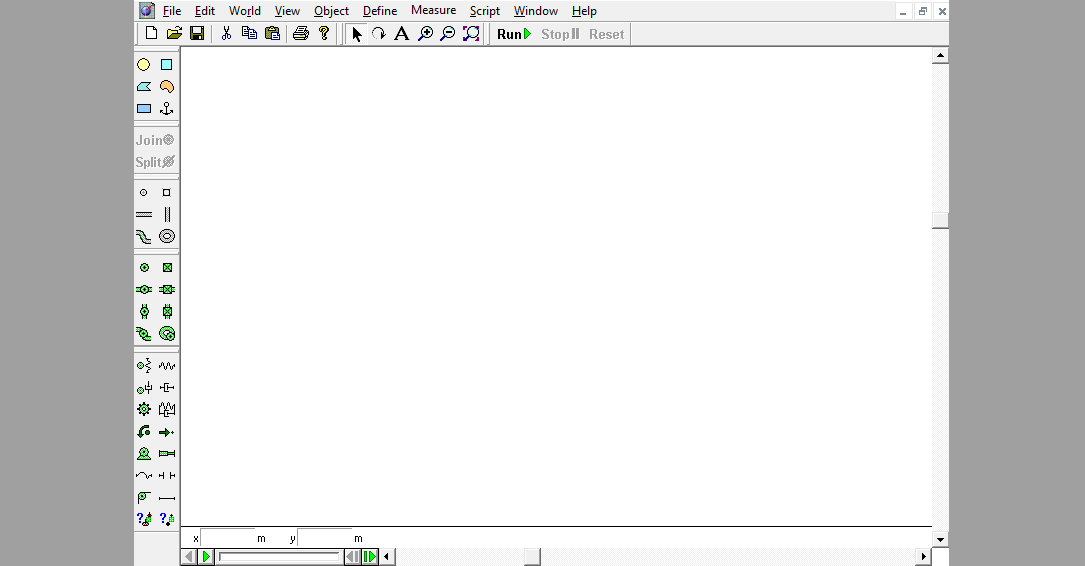 File Edit World View Object Define Measure Script Window Help
A ? Run Stop Reset
Join
Split
? ?
x m y m